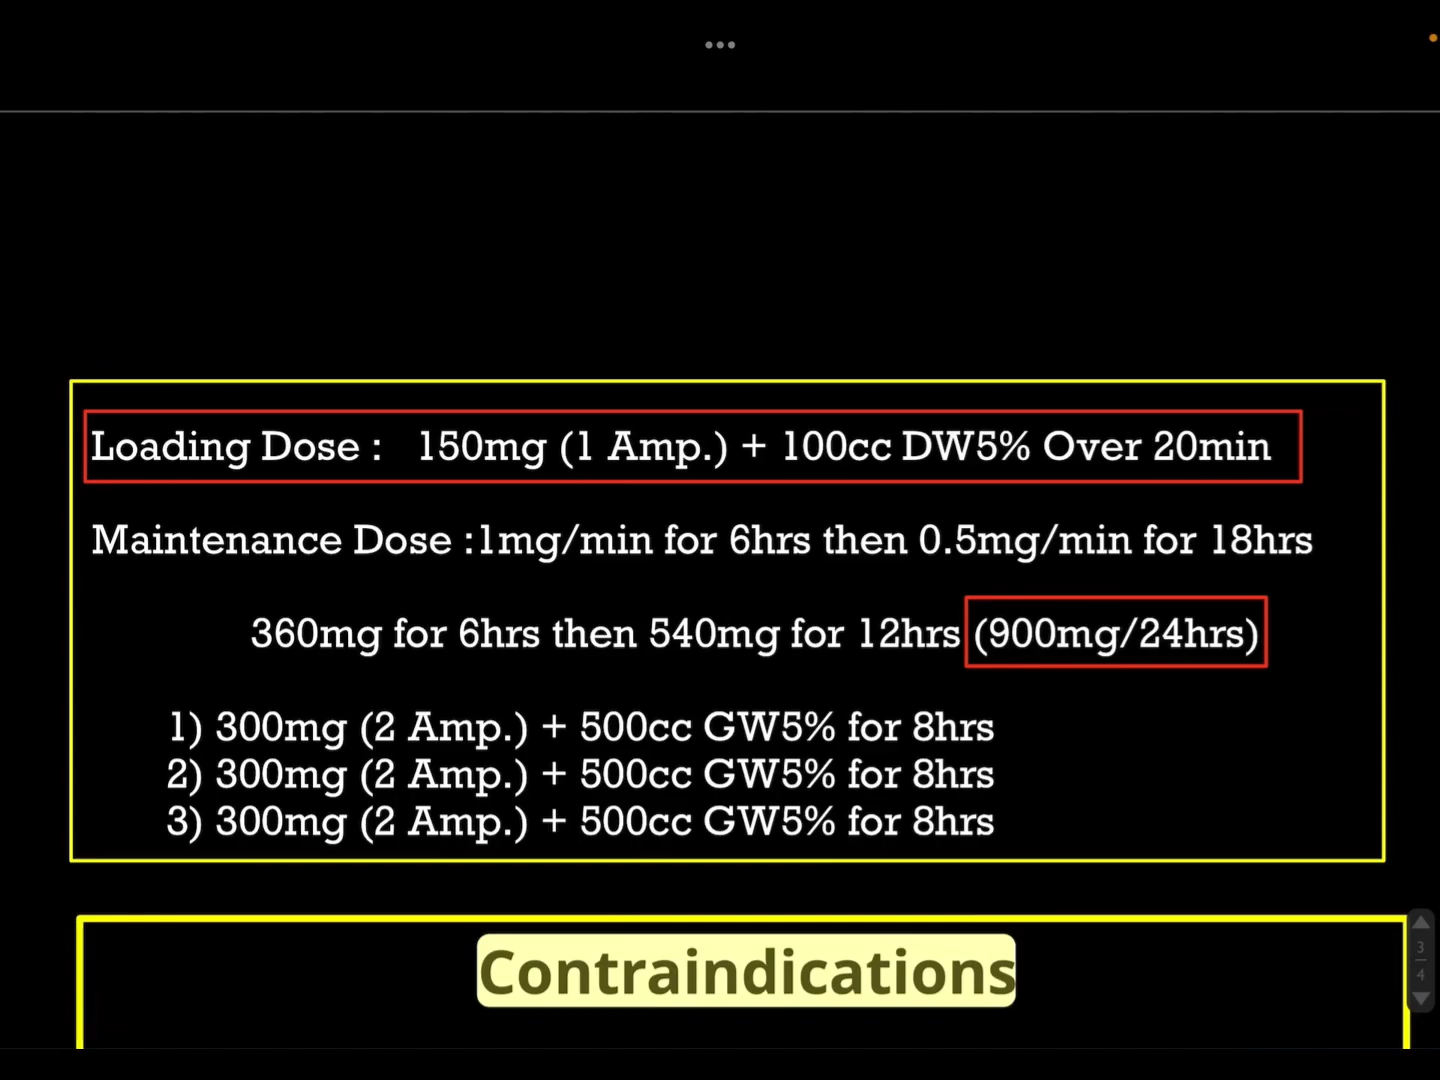 Loading Dose : 150mg (1 Amp.) + 100cc DW5% Over 20min
Maintenance Dose :1mg/min for 6hrs then 0.5mg/min for 18hrs
360mg for 6hrs then 540mg for 12hrs (900mg/24hrs)
1) 300mg (2 Amp.) + 500cc GW5% for 8hrs
2) 300mg (2 Amp.) + 500cc GW5% for 8hrs
3) 300mg (2 Amp.) + 500cc GW5% for 8hrs
Contraindications
3
4